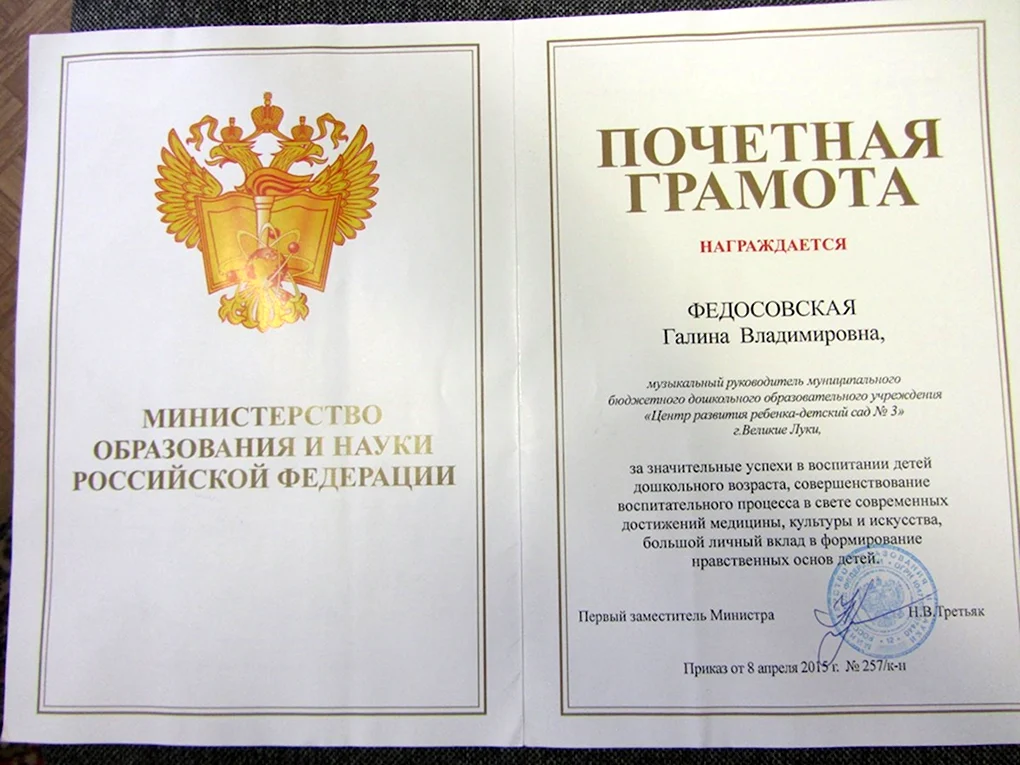 МИНИСТЕРСТВО
ОБРАЗОВАНИЯ И НАУКИ
РОССИЙСКОЙ ФЕДЕРАЦИИ
ПОЧЕТНАЯ
ГРАМОТА
НАГРАЖДАЕТСЯ
ФЕДОСОВСКАЯ
Галина Владимировна,
музыкальный руководитель муниципального
бюджетного дошкольного образовательного учреждения
«Центр развития ребенка-детский сад № 3»
г.Великие Луки,
за значительные успехи в воспитании детей
дошкольного возраста, совершенствование
воспитательного процесса в свете современных
достижений медицины, культуры и искусства,
большой личный вклад в формирование
нравственных основ детей.
Первый заместитель Министра
Н.В.Третьяк
Приказ от 8 апреля 2015 г. № 257/к-н